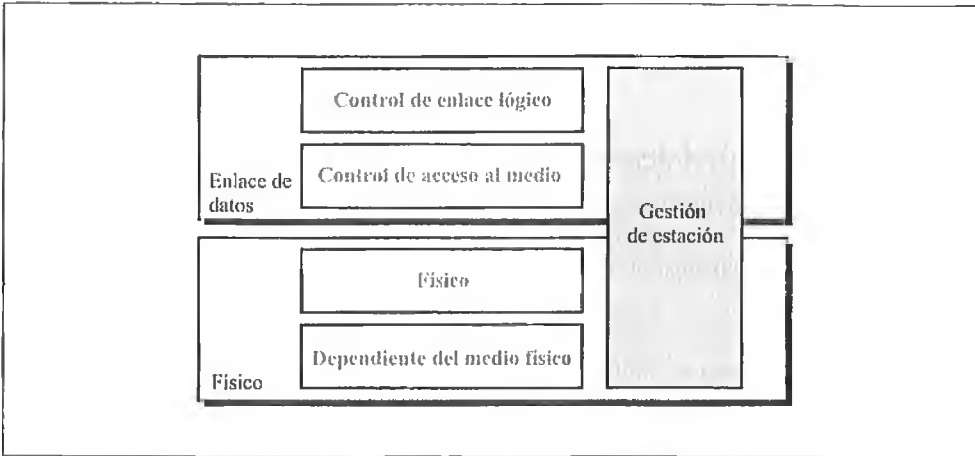 Control de enlace lógico
Control de acceso al medio
Enlace de
datos
Gestión
de estación
Físico
Dependiente del medio físico
Físico